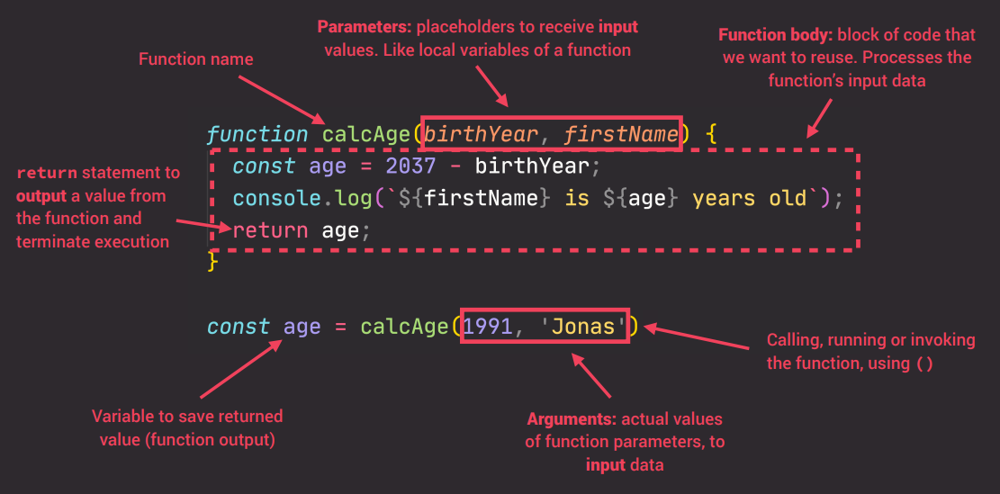 Parameters: placeholders to receive input
values. Like local variables of a function
Function name
Function body: block of code that
we want to reuse. Processes the
function's input data
function calcAge(birthYear, firstName) {
const age = 2037 - birthYear;
console.log(`${firstName} is ${age} years old`);
return age;
}
return statement to
output a value from
the function and
terminate execution
const age = calcAge(1991, 'Jonas')
Calling, running or invoking
the function, using ()
Variable to save returned
value (function output)
Arguments: actual values
of function parameters, to
input data